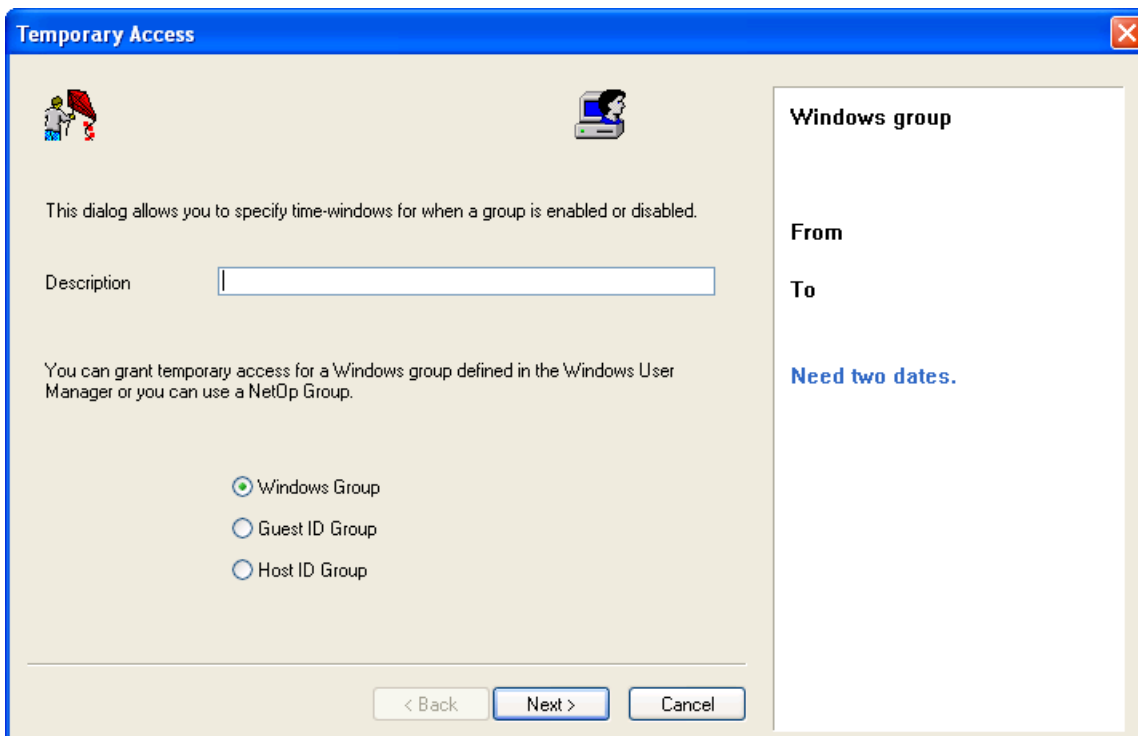 Temporary Access
This dialog allows you to specify time-windows for when a group is enabled or disabled.
Description
You can grant temporary access for a Windows group defined in the Windows User
Manager or you can use a NetOp Group.
Windows Group
Guest ID Group
Host ID Group
< Back
Next >
Cancel
Windows group
From
To
Need two dates.